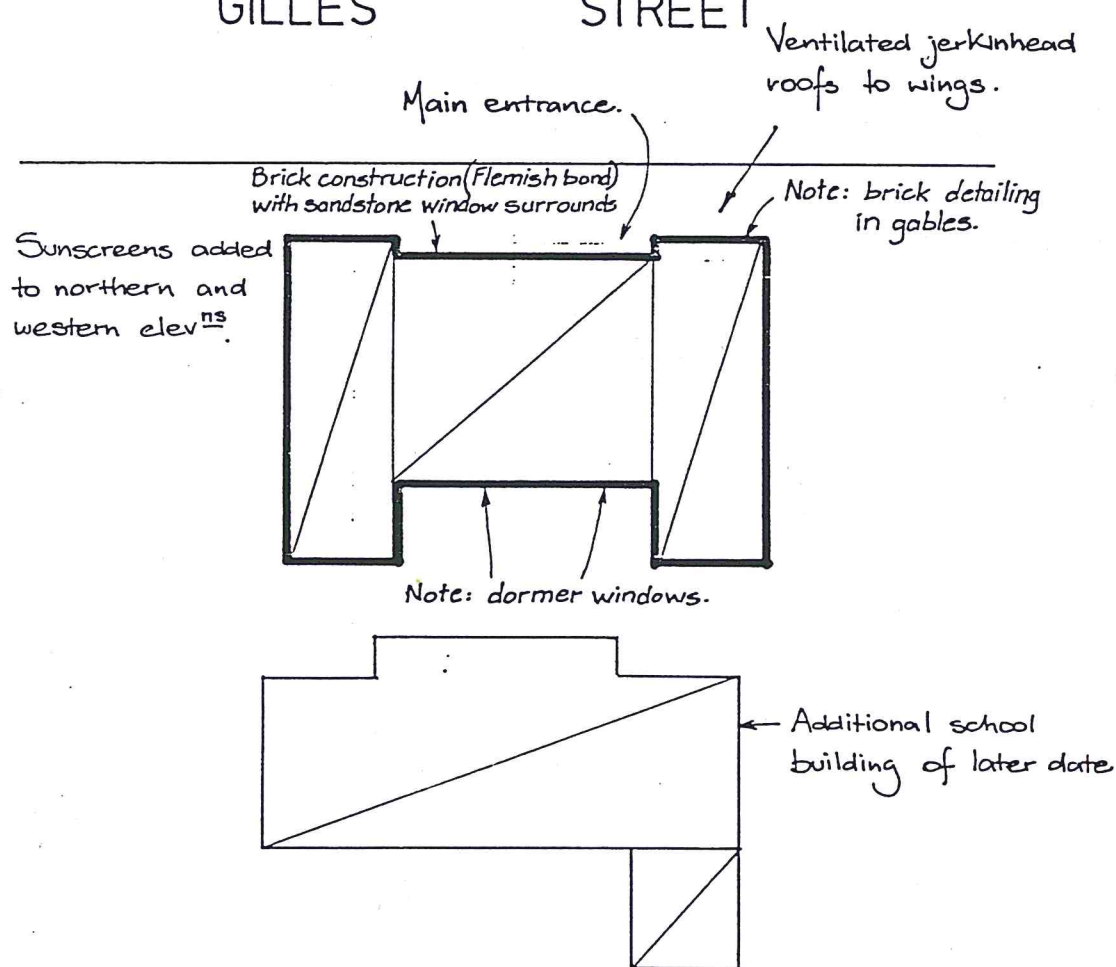 GILLES STREET
Ventilated jerkinhead
roofs to wings.
Main entrance.
Brick construction (Flemish bond)
with sandstone window surrounds
Note: brick detailing
in gables.
Sunscreens added
to northern and
western elevns.
Note: dormer windows.
Additional school
building of later date